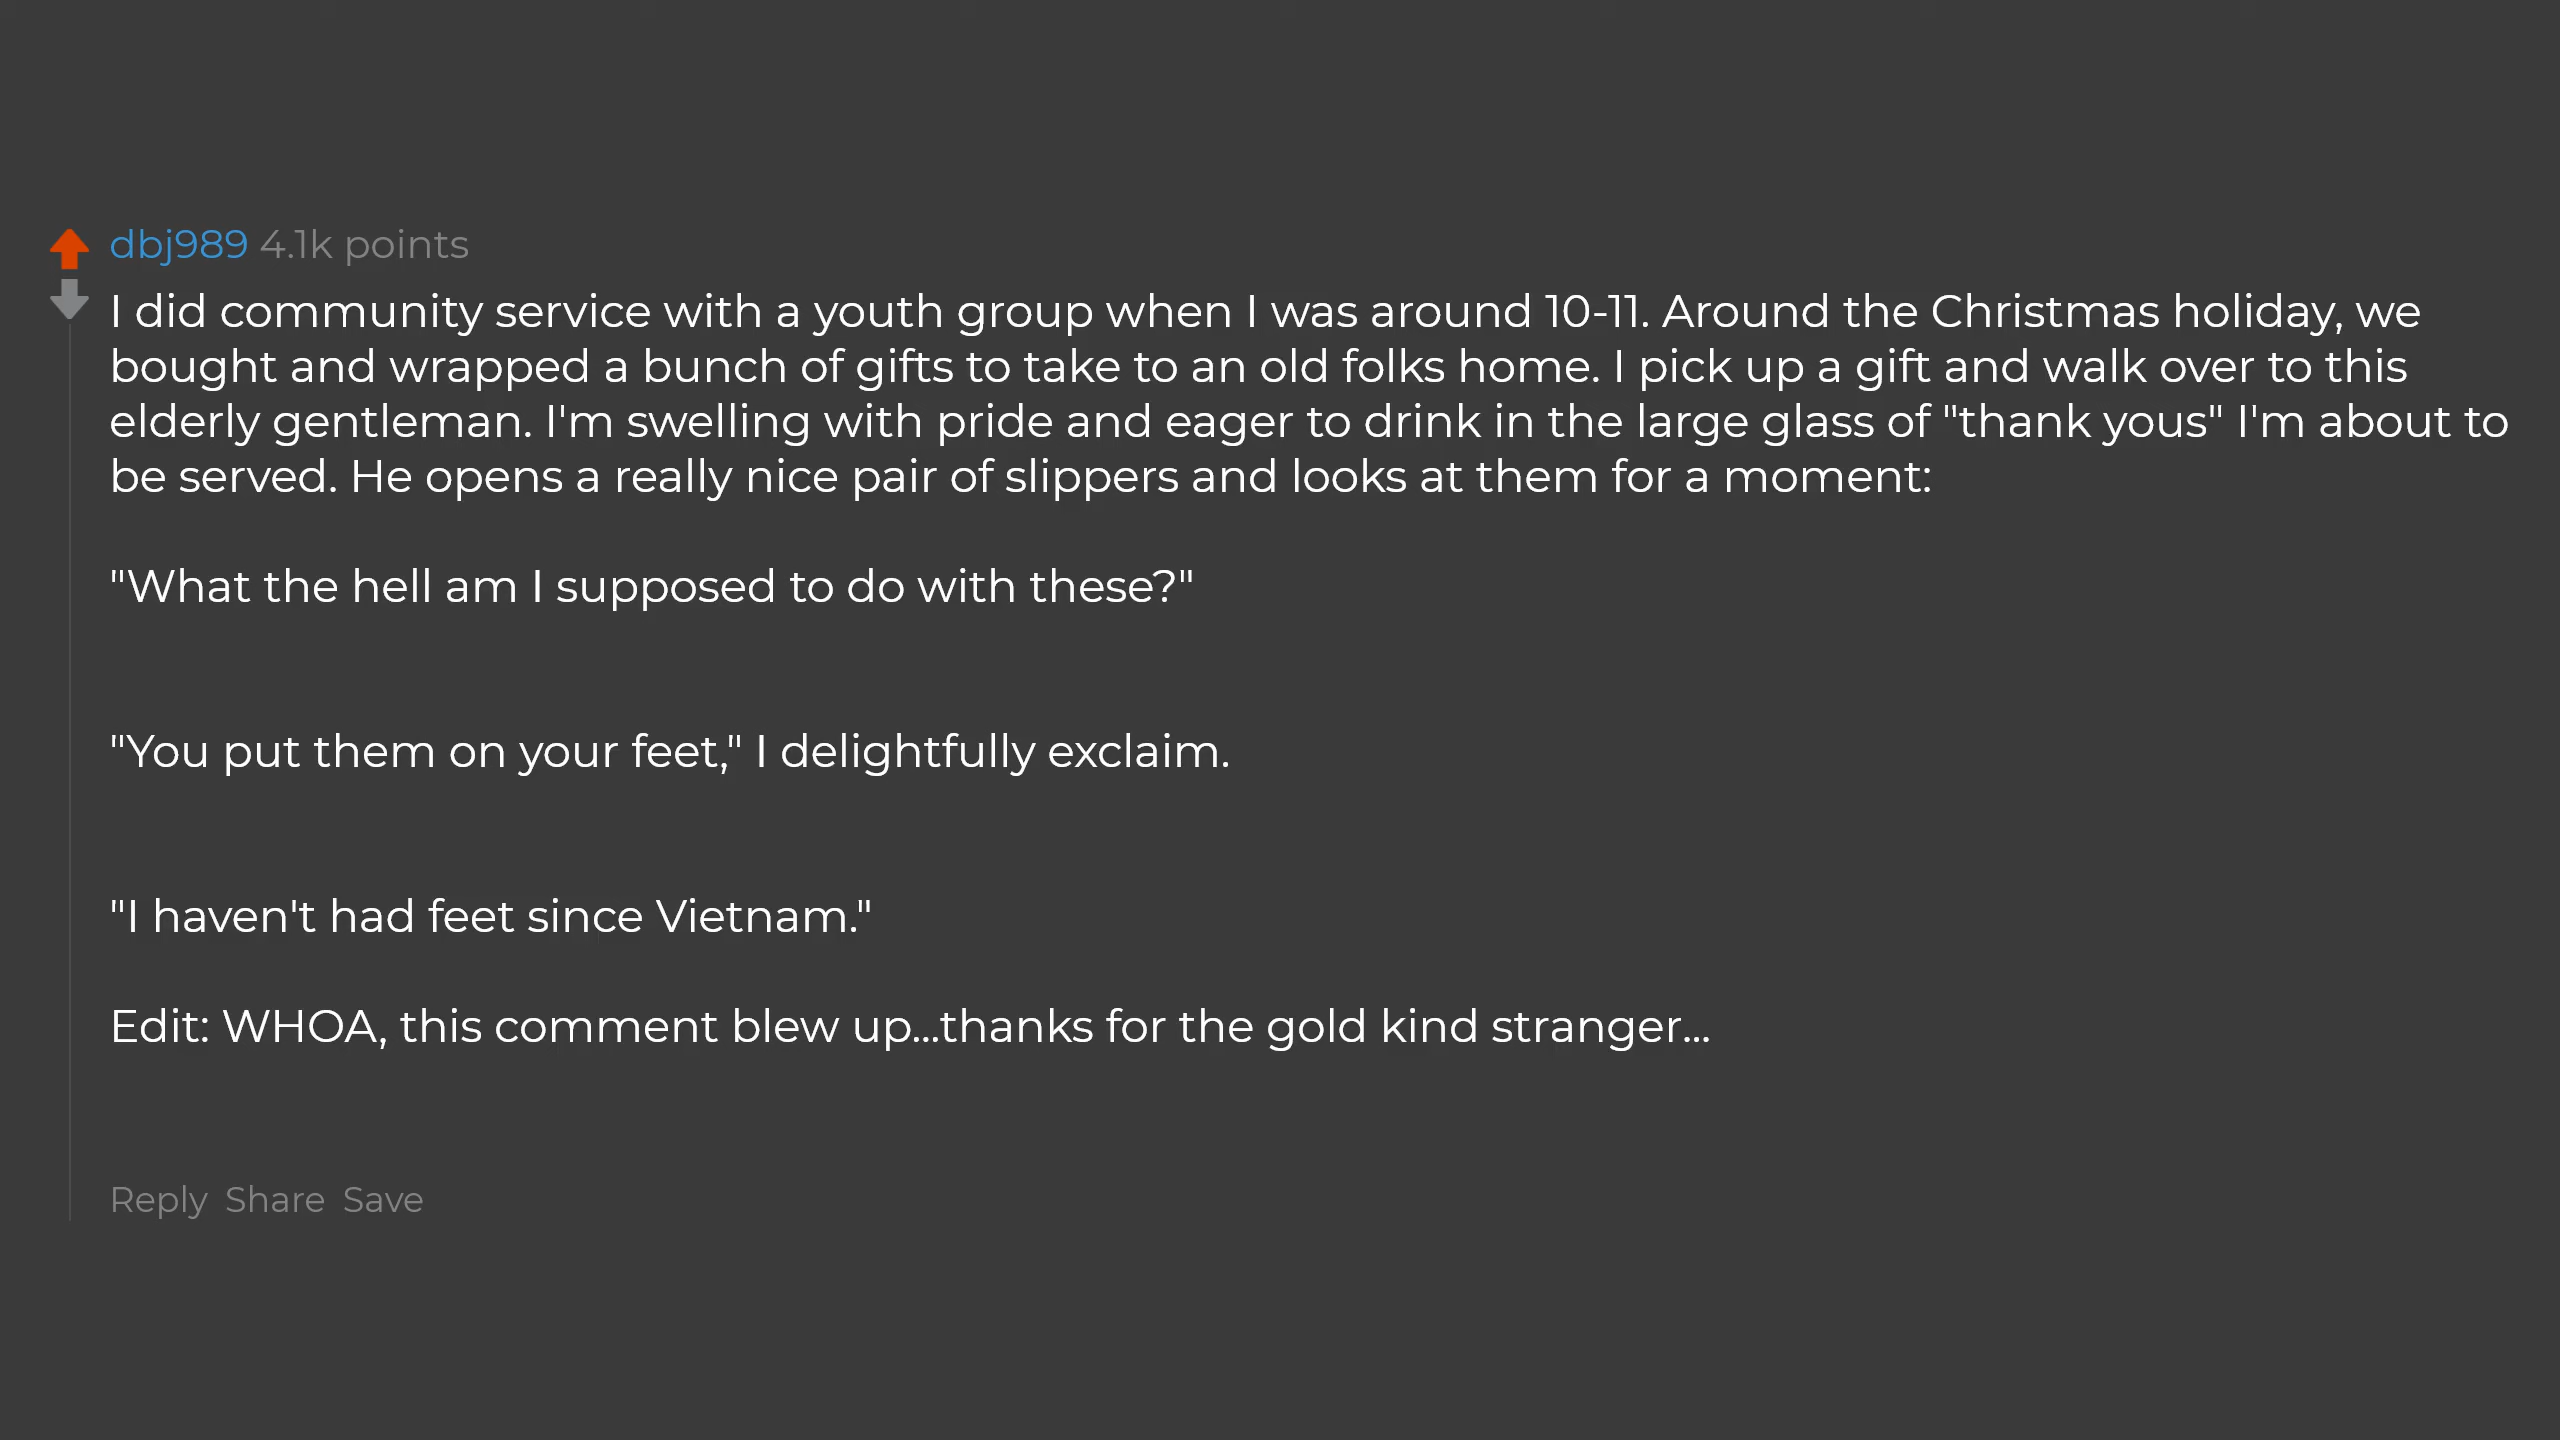 dbj989 4.1k points
I did community service with a youth group when I was around 10-11. Around the Christmas holiday, we
bought and wrapped a bunch of gifts to take to an old folks home. I pick up a gift and walk over to this
elderly gentleman. I'm swelling with pride and eager to drink in the large glass of "thank yous" I'm about to
be served. He opens a really nice pair of slippers and looks at them for a moment:
"What the hell am I supposed to do with these?"
"You put them on your feet," I delightfully exclaim.
"I haven't had feet since Vietnam."
Edit: WHOA, this comment blew up...thanks for the gold kind stranger...
Reply Share Save